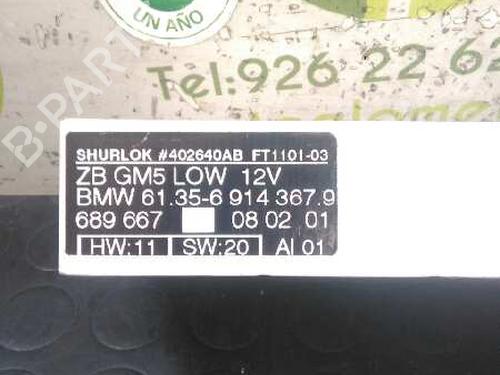 UN AÑO
Tel:926 22 62
B-Parts
SHURLOK #402640AB FT1101-03
ZB GM5 LOW 12V
BMW 61.35-6 914 367.9
689 667 08 02 01
HW:11 SW:20 AI 01